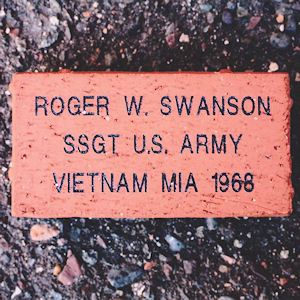 ROGER W. SWANSON
SSGT U.S. ARMY
VIETNAM MIA 1968